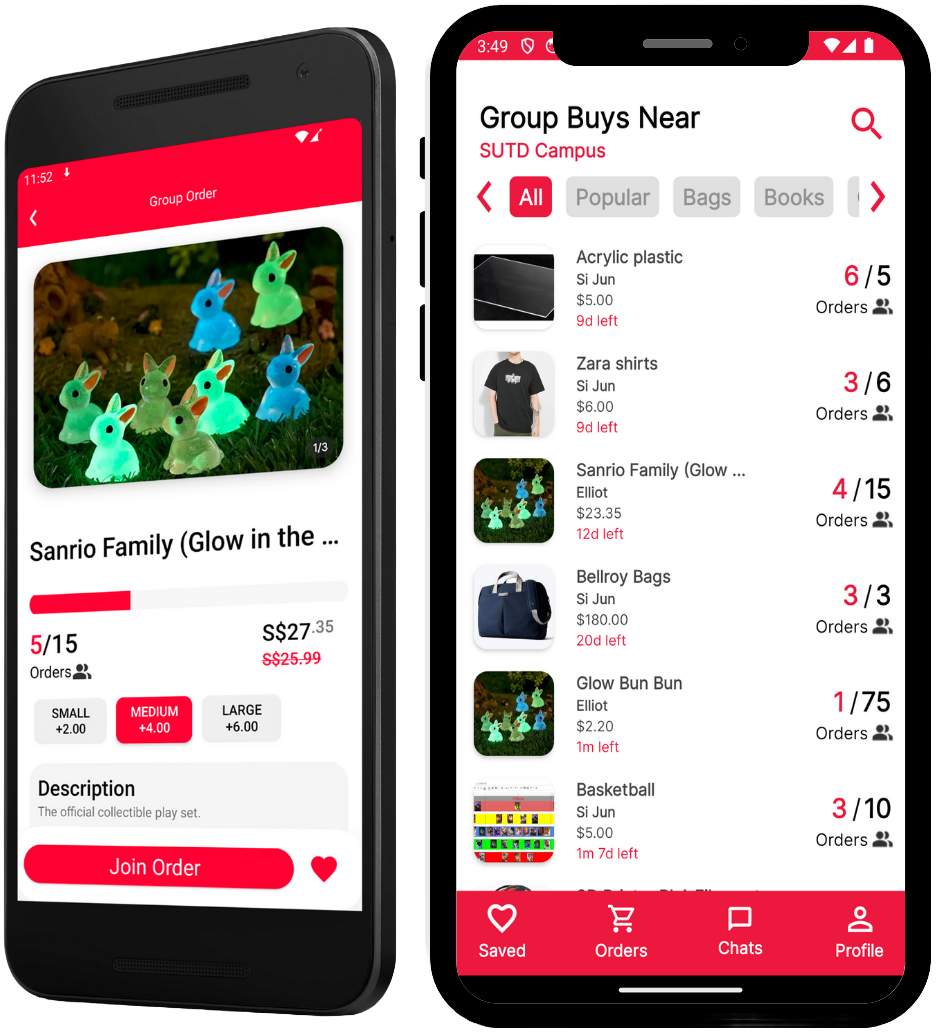 11:52
Group Order
1/3
Sanrio Family (Glow in the ...
5/15
Orders
S$27.35
S$25.99
SMALL
+2.00
MEDIUM
+4.00
LARGE
+6.00
Description
The official collectible play set.
Join Order
3:49
Group Buys Near
SUTD Campus
All
Popular
Bags
Books
Acrylic plastic
Si Jun
$5.00
9d left
6/5
Orders
Zara shirts
Si Jun
$6.00
9d left
3/6
Orders
Sanrio Family (Glow ...
Elliot
$23.35
12d left
4/15
Orders
Bellroy Bags
Si Jun
$180.00
20d left
3/3
Orders
Glow Bun Bun
Elliot
$2.20
1m left
1/75
Orders
Basketball
Si Jun
$5.00
1m 7d left
3/10
Orders
Saved
Orders
Chats
Profile